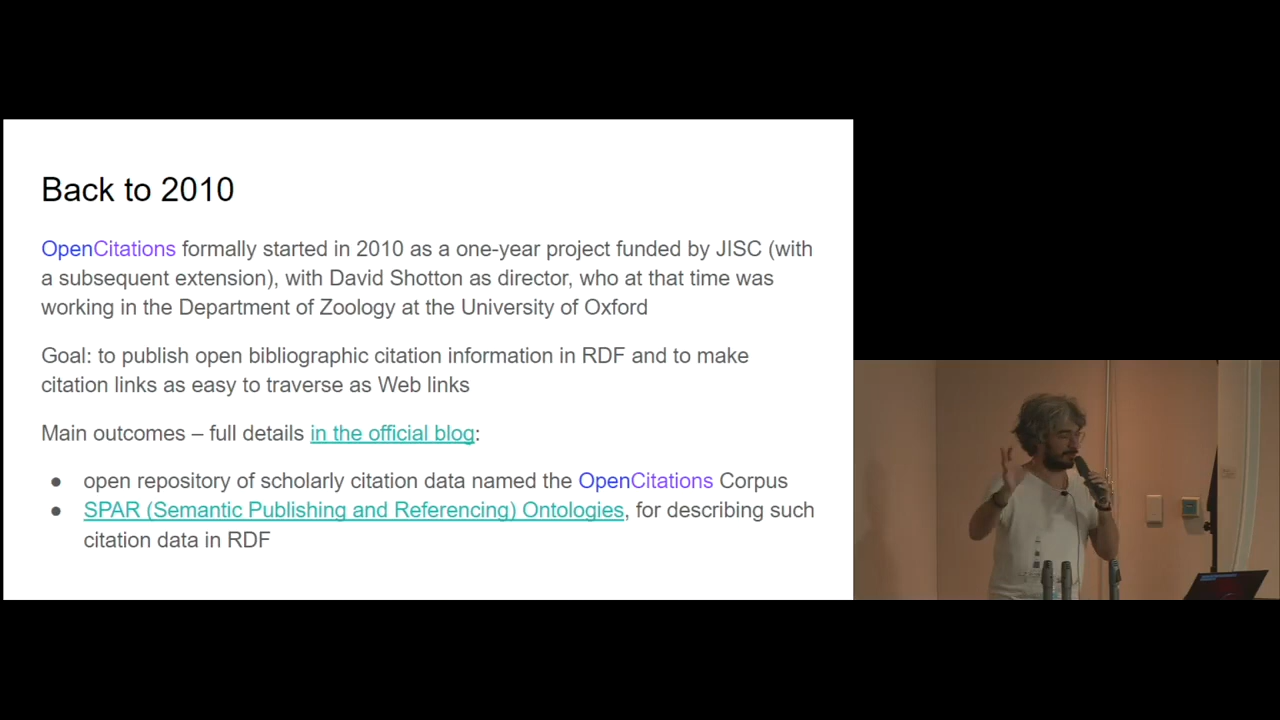 Back to 2010
OpenCitations formally started in 2010 as a one-year project funded by JISC (with
a subsequent extension), with David Shotton as director, who at that time was
working in the Department of Zoology at the University of Oxford
Goal: to publish open bibliographic citation information in RDF and to make
citation links as easy to traverse as Web links
Main outcomes – full details in the official blog:
● open repository of scholarly citation data named the OpenCitations Corpus
● SPAR (Semantic Publishing and Referencing) Ontologies, for describing such
citation data in RDF